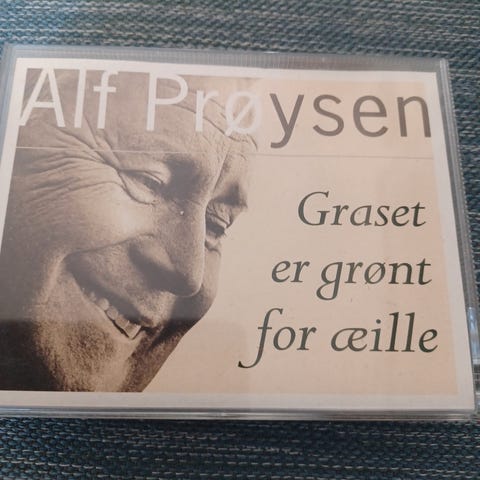 Alf Prøysen
Graset
er grønt
for æille